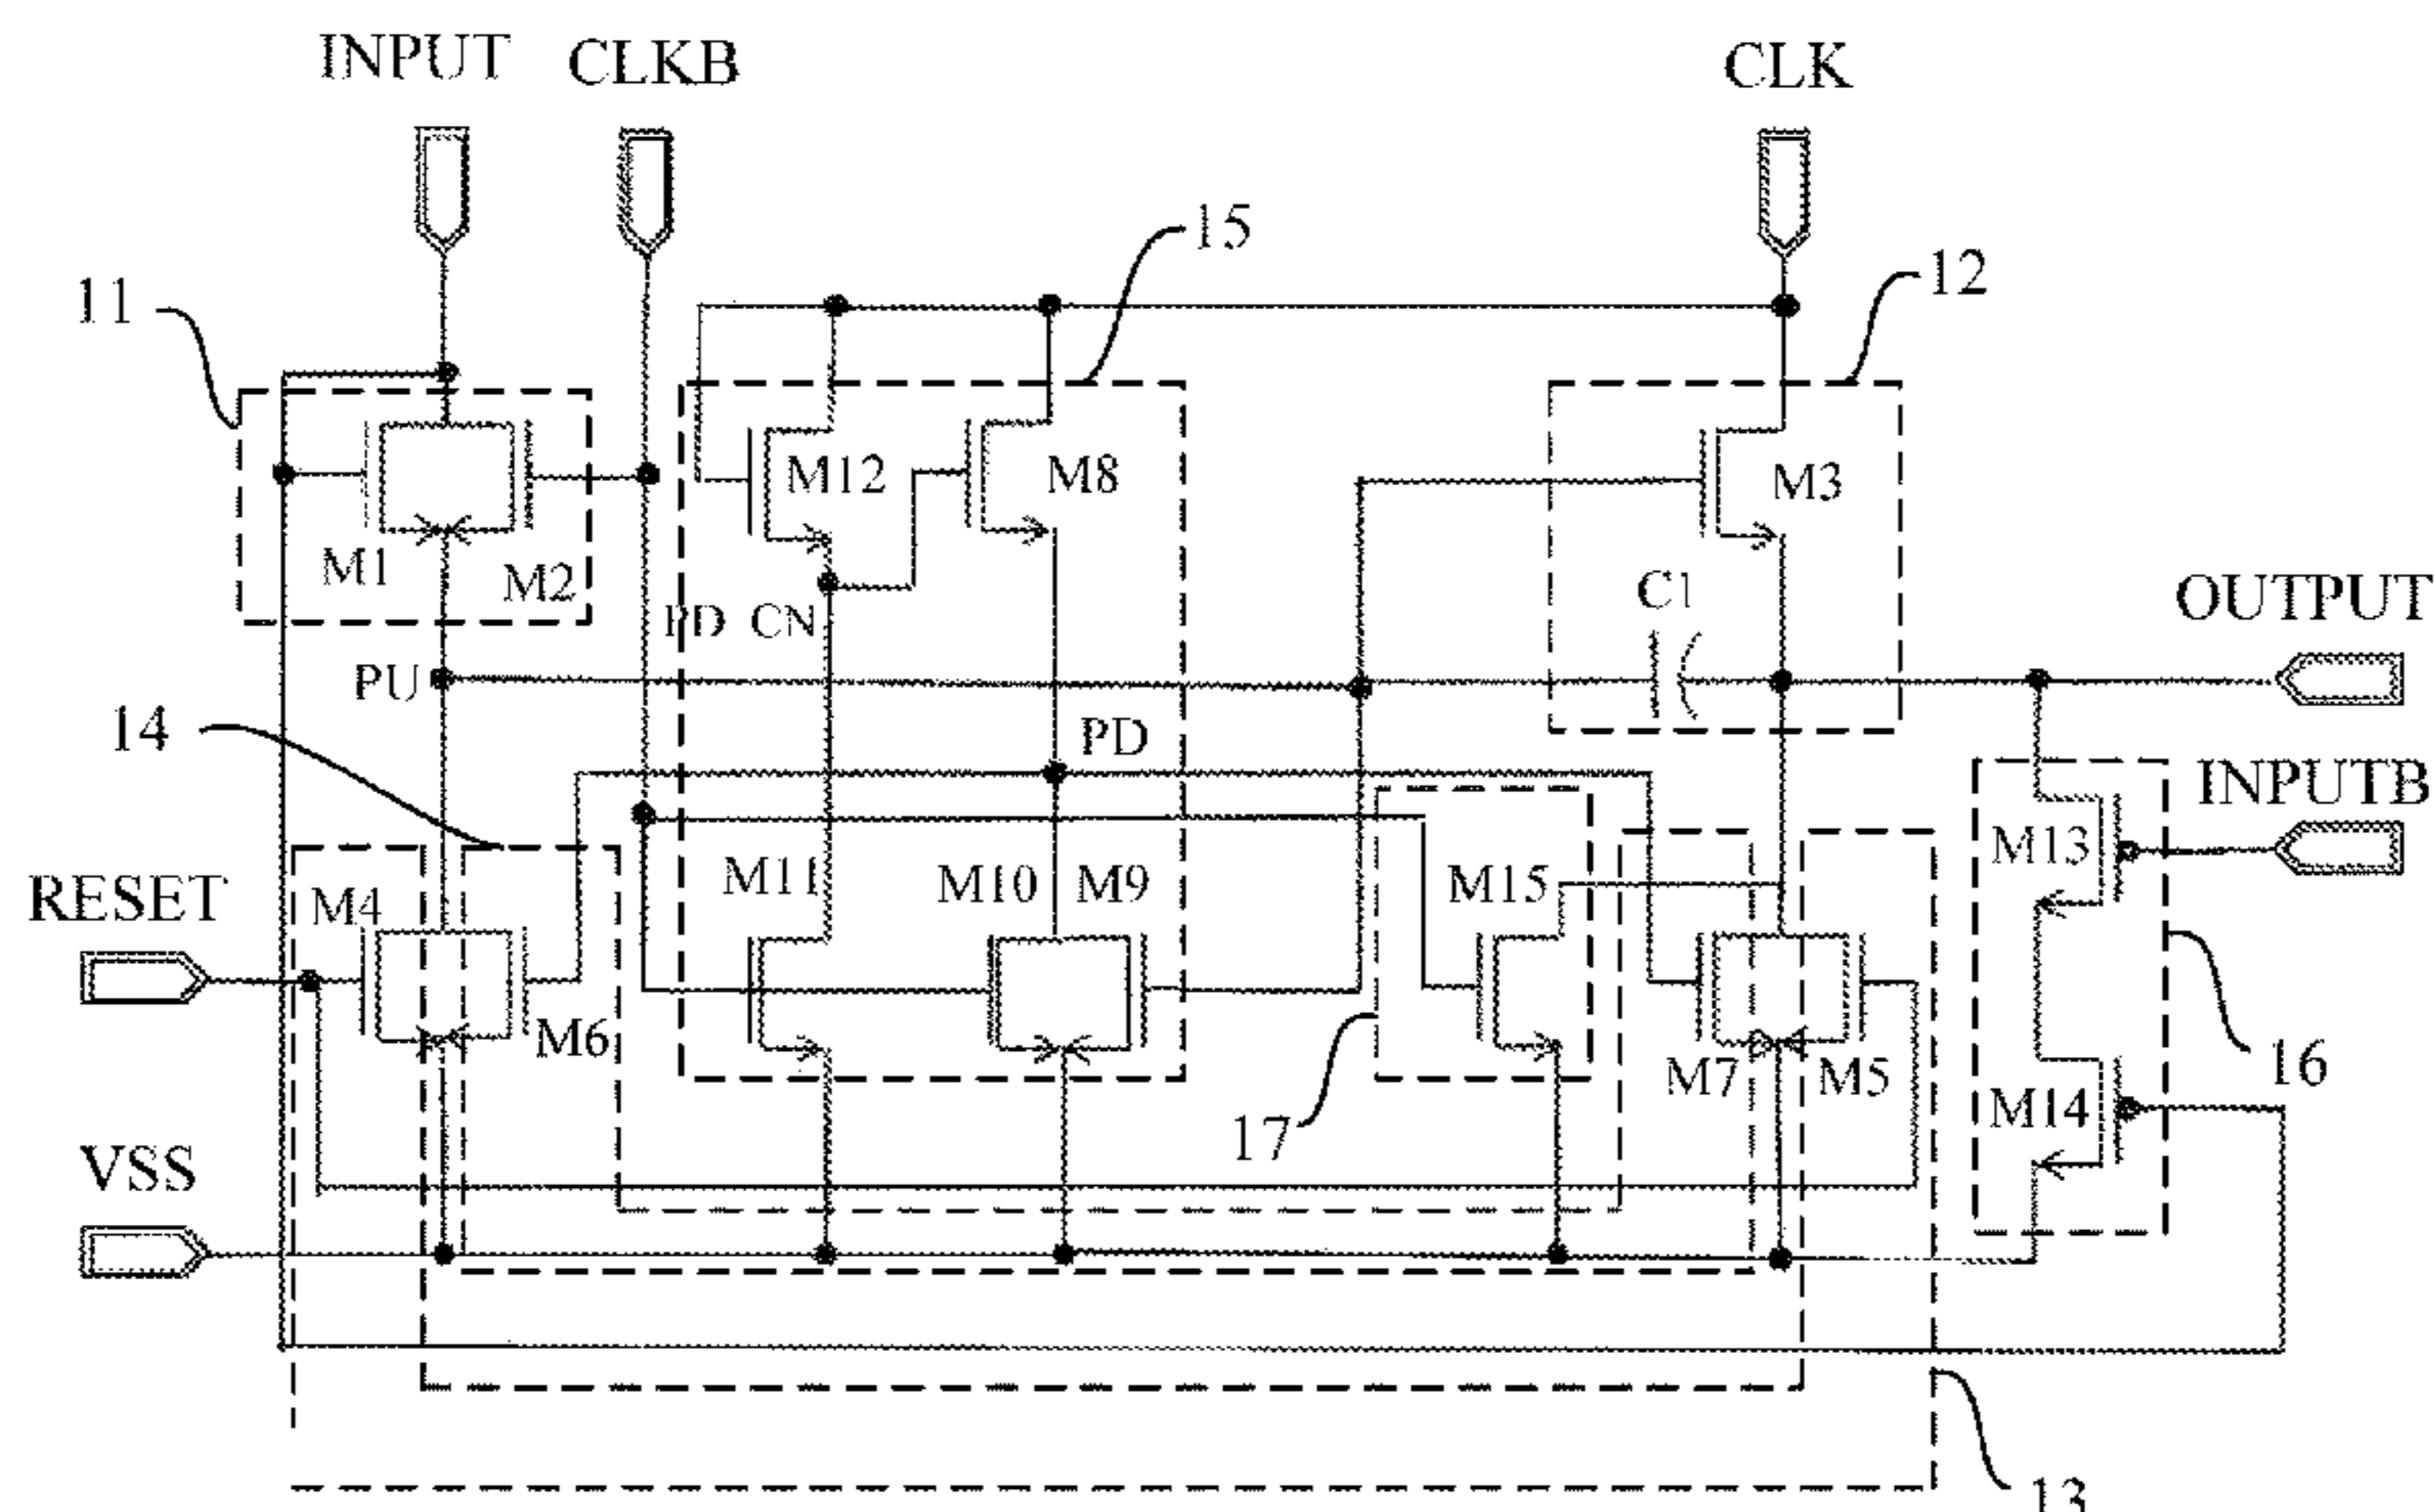 INPUT CLKB CLK
15
12
11
M12 M8 M3
M1 M2
C1
OUTPUT
PD CN
PU
14
PD
INPUTB
M13
M11 M10 M9 M15
RESET
M4
M6
M7 M5
16
M14
17
VSS
13